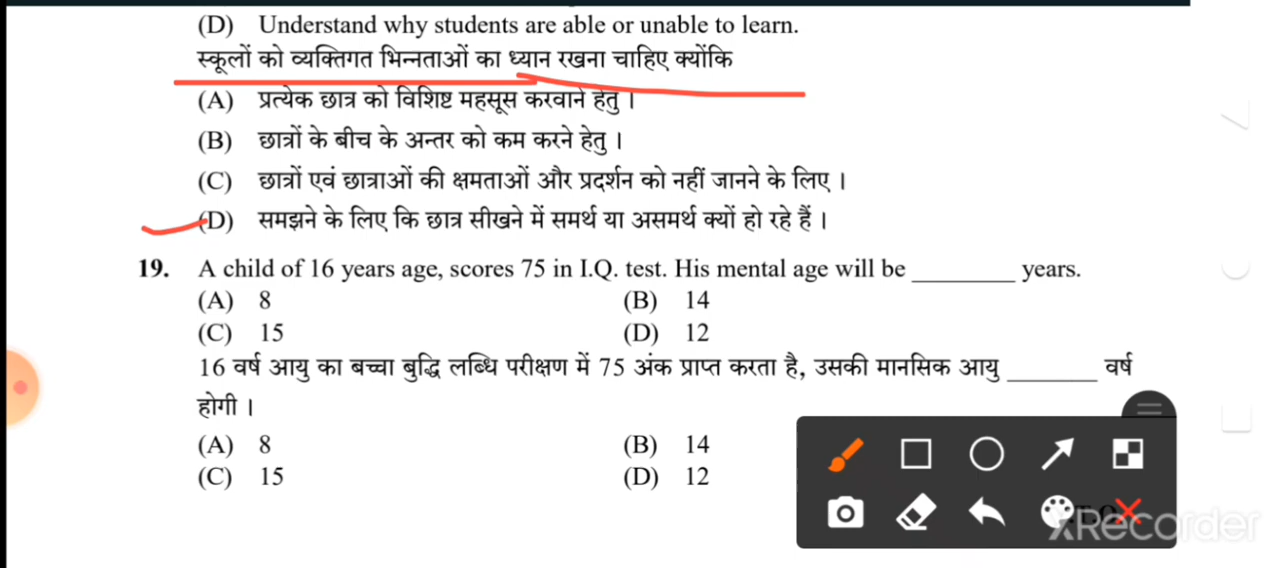 (D) Understand why students are able or unable to learn.
स्कूलों को व्यक्तिगत भिन्नताओं का ध्यान रखना चाहिए क्योंकि
(A) प्रत्येक छात्र को विशिष्ट महसूस करवाने हेतु ।
(B) छात्रों के बीच के अन्तर को कम करने हेतु ।
(C) छात्रों एवं छात्राओं की क्षमताओं और प्रदर्शन को नहीं जानने के लिए ।
(D) समझने के लिए कि छात्र सीखने में समर्थ या असमर्थ क्यों हो रहे हैं ।
19. A child of 16 years age, scores 75 in I.Q. test. His mental age will be ________ years.
(A) 8 (B) 14
(C) 15 (D) 12
16 वर्ष आयु का बच्चा बुद्धि लब्धि परीक्षण में 75 अंक प्राप्त करता है, उसकी मानसिक आयु _______ वर्ष
होगी ।
(A) 8 (B) 14
(C) 15 (D) 12
XRecorder